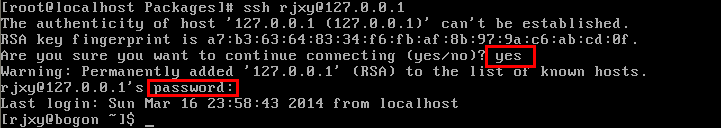 [root@localhost Packages]# ssh rjxy@127.0.0.1
The authenticity of host '127.0.0.1 (127.0.0.1)' can't be established.
RSA key fingerprint is a7:b3:63:64:83:34:f6:fb:af:8b:97:9a:c6:ab:cd:0f.
Are you sure you want to continue connecting (yes/no)? yes
Warning: Permanently added '127.0.0.1' (RSA) to the list of known hosts.
rjxy@127.0.0.1's password:
Last login: Sun Mar 16 23:58:43 2014 from localhost
[rjxy@bogon ~]$ _